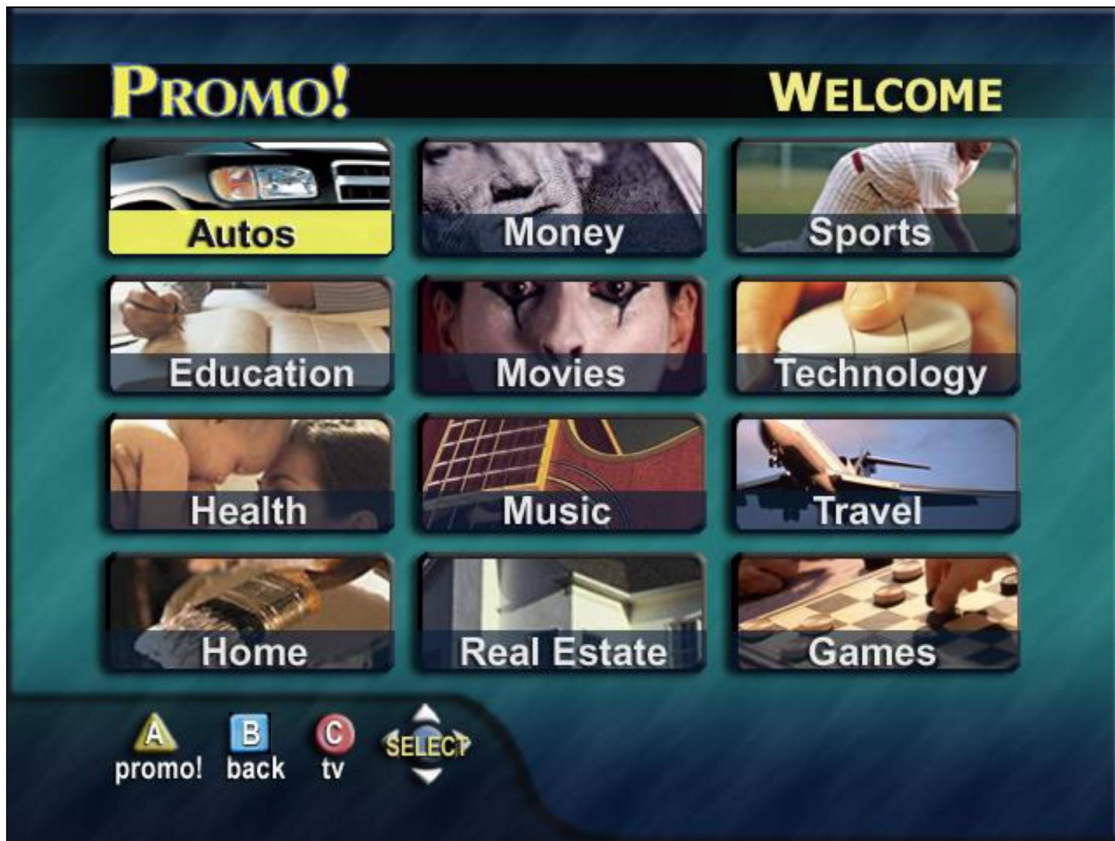 PROMO! WELCOME
Autos Money Sports
Education Movies Technology
Health Music Travel
Home Real Estate Games
A B C SELECT
promo! back tv